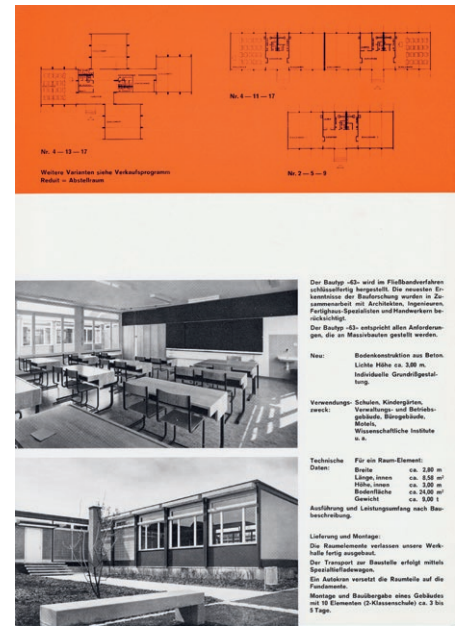 Nr. 4 — 13 — 17
Nr. 4 — 11 — 17
Nr. 2 — 5 — 9
Weitere Varianten siehe Verkaufsprogramm
Reduit = Abstellraum
Der Bautyp «63» wird im Fließbandverfahren
schlüsselfertig hergestellt. Die neuesten Er-
kenntnisse der Bauforschung wurden in Zu-
sammenarbeit mit Architekten, Ingenieuren,
Fertighaus-Spezialisten und Handwerkern be-
rücksichtigt.
Der Bautyp «63» entspricht allen Anforderun-
gen, die an Massivbauten gestellt werden.
Neu: Bodenkonstruktion aus Beton.
Lichte Höhe ca. 3,00 m.
Individuelle Grundrißgestal-
tung.
Verwendungs- Schulen, Kindergärten,
zweck: Verwaltungs- und Betriebs-
gebäude, Bürogebäude,
Motels,
Wissenschaftliche Institute
u. a.
Technische Für ein Raum-Element:
Daten: Breite ca. 2,80 m
Länge, innen ca. 8,58 m²
Höhe, innen ca. 3,00 m
Bodenfläche ca. 24,00 m²
Gewicht ca. 9,00 t
Ausführung und Leistungsumfang nach Bau-
beschreibung.
Lieferung und Montage:
Die Raumelemente verlassen unsere Werk-
halle fertig ausgebaut.
Der Transport zur Baustelle erfolgt mittels
Spezialtiefladewagen.
Ein Autokran versetzt die Raumteile auf die
Fundamente.
Montage und Bauübergabe eines Gebäudes
mit 10 Elementen (2-Klassenschule) ca. 3 bis
5 Tage.